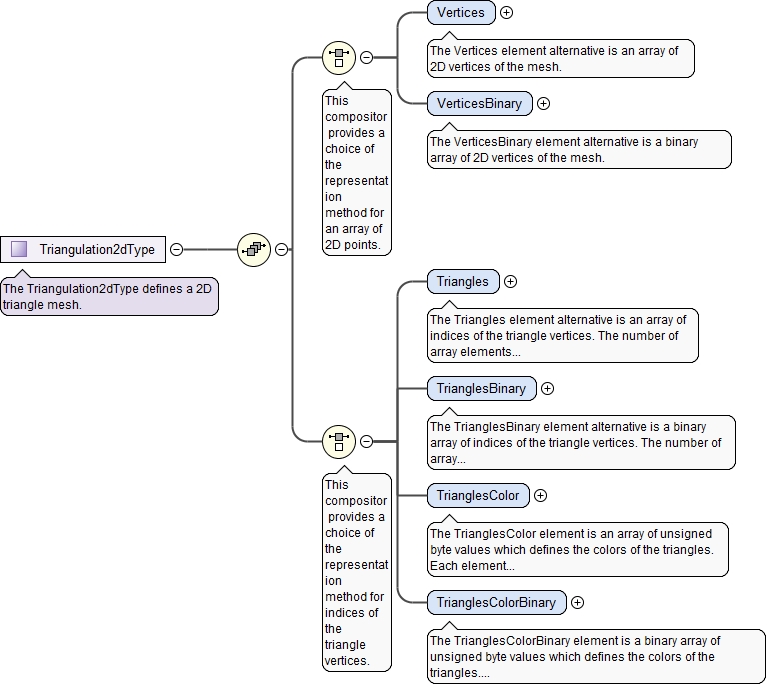 Triangulation2dType
The Triangulation2dType defines a 2D
triangle mesh.
This
compositor
provides a
choice of
the
representat
ion
method for
an array of
2D points.
Vertices
The Vertices element alternative is an array of
2D vertices of the mesh.
VerticesBinary
The VerticesBinary element alternative is a binary
array of 2D vertices of the mesh.
This
compositor
provides a
choice of
the
representat
ion
method for
indices of
the
triangle
vertices.
Triangles
The Triangles element alternative is an array of
indices of the triangle vertices. The number of
array elements...
TrianglesBinary
The TrianglesBinary element alternative is a binary
array of indices of the triangle vertices. The number of
array...
TrianglesColor
The TrianglesColor element is an array of unsigned
byte values which defines the colors of the triangles.
Each element...
TrianglesColorBinary
The TrianglesColorBinary element is a binary array of
unsigned byte values which defines the colors of the
triangles....